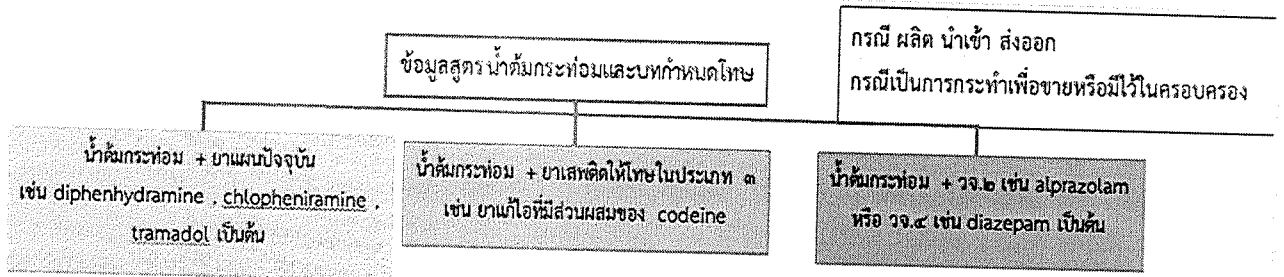 กรณี ผลิต นำเข้า ส่งออก
กรณีเป็นการกระทำเพื่อขายหรือมีไว้ในครอบครอง
ข้อมูลสูตรน้ำต้มกระท่อมและบทกำหนดโทษ
น้ำต้มกระท่อม + ยาแผนปัจจุบัน
เช่น diphenhydramine , chlopheniramine ,
tramadol เป็นต้น
น้ำต้มกระท่อม + ยาเสพติดให้โทษในประเภท ๓
เช่น ยาแก้ไอที่มีส่วนผสมของ codeine
น้ำต้มกระท่อม + วจ.๒ เช่น alprazolam
หรือ วจ.๔ เช่น diazepam เป็นต้น